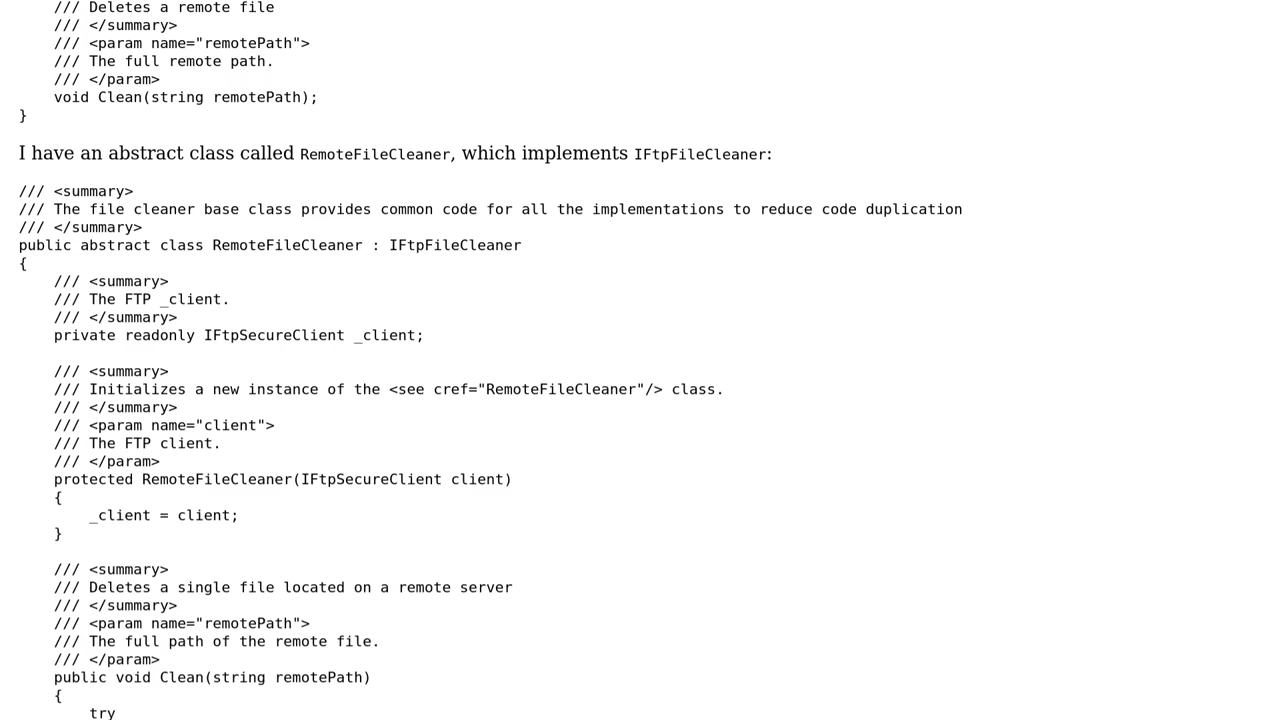 /// Deletes a remote file
    /// </summary>
    /// <param name="remotePath">
    /// The full remote path.
    /// </param>
    void Clean(string remotePath);
}
I have an abstract class called RemoteFileCleaner, which implements IFtpFileCleaner:
/// <summary>
/// The file cleaner base class provides common code for all the implementations to reduce code duplication
/// </summary>
public abstract class RemoteFileCleaner : IFtpFileCleaner
{
    /// <summary>
    /// The FTP _client.
    /// </summary>
    private readonly IFtpSecureClient _client;

    /// <summary>
    /// Initializes a new instance of the <see cref="RemoteFileCleaner"/> class.
    /// </summary>
    /// <param name="client">
    /// The FTP client.
    /// </param>
    protected RemoteFileCleaner(IFtpSecureClient client)
    {
        _client = client;
    }

    /// <summary>
    /// Deletes a single file located on a remote server
    /// </summary>
    /// <param name="remotePath">
    /// The full path of the remote file.
    /// </param>
    public void Clean(string remotePath)
    {
        try